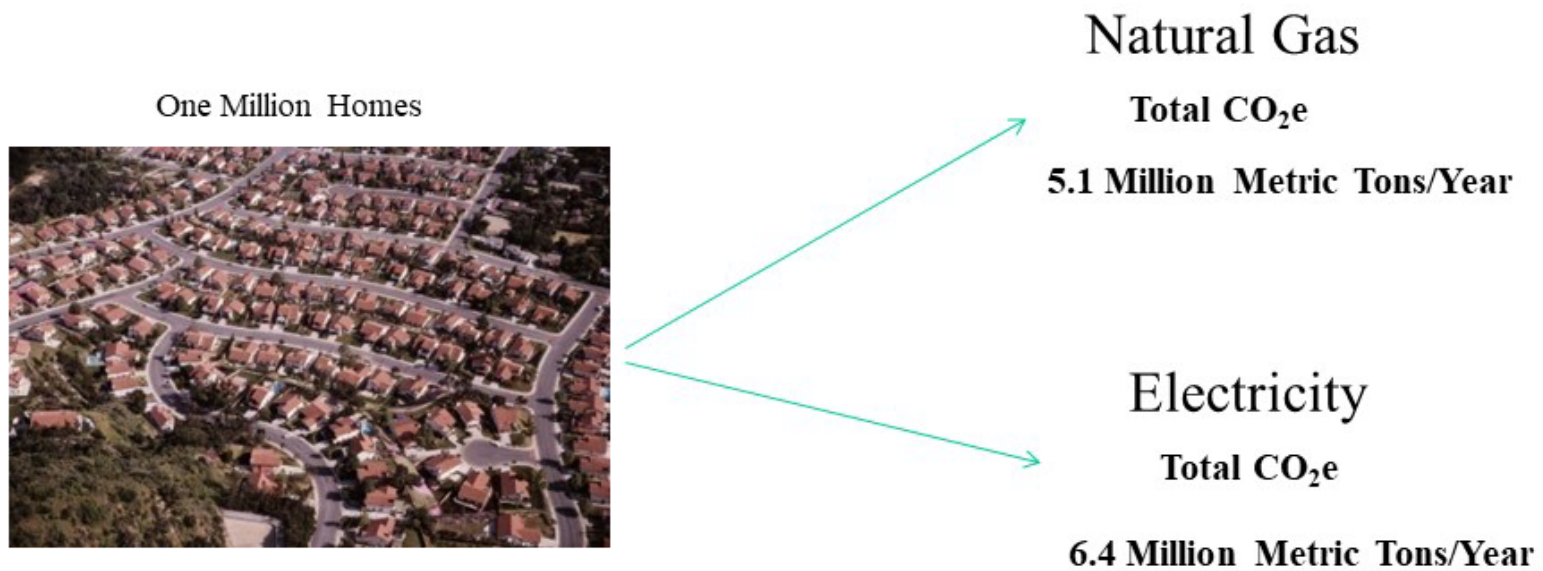 One Million Homes
Natural Gas
Total CO₂e
5.1 Million Metric Tons/Year
Electricity
Total CO₂e
6.4 Million Metric Tons/Year